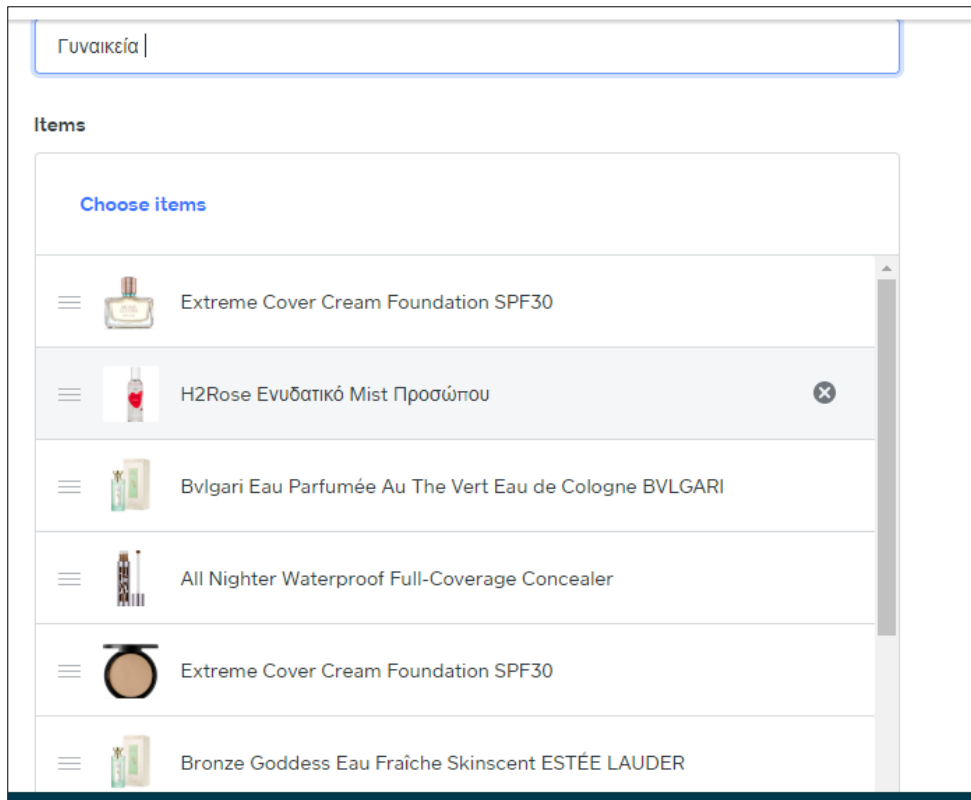 Γυναικεία
Items
Choose items
Extreme Cover Cream Foundation SPF30
H2Rose Ενυδατικό Mist Προσώπου
Bvlgari Eau Parfumée Au The Vert Eau de Cologne BVLGARI
All Nighter Waterproof Full-Coverage Concealer
Extreme Cover Cream Foundation SPF30
Bronze Goddess Eau Fraîche Skinscent ESTÉE LAUDER